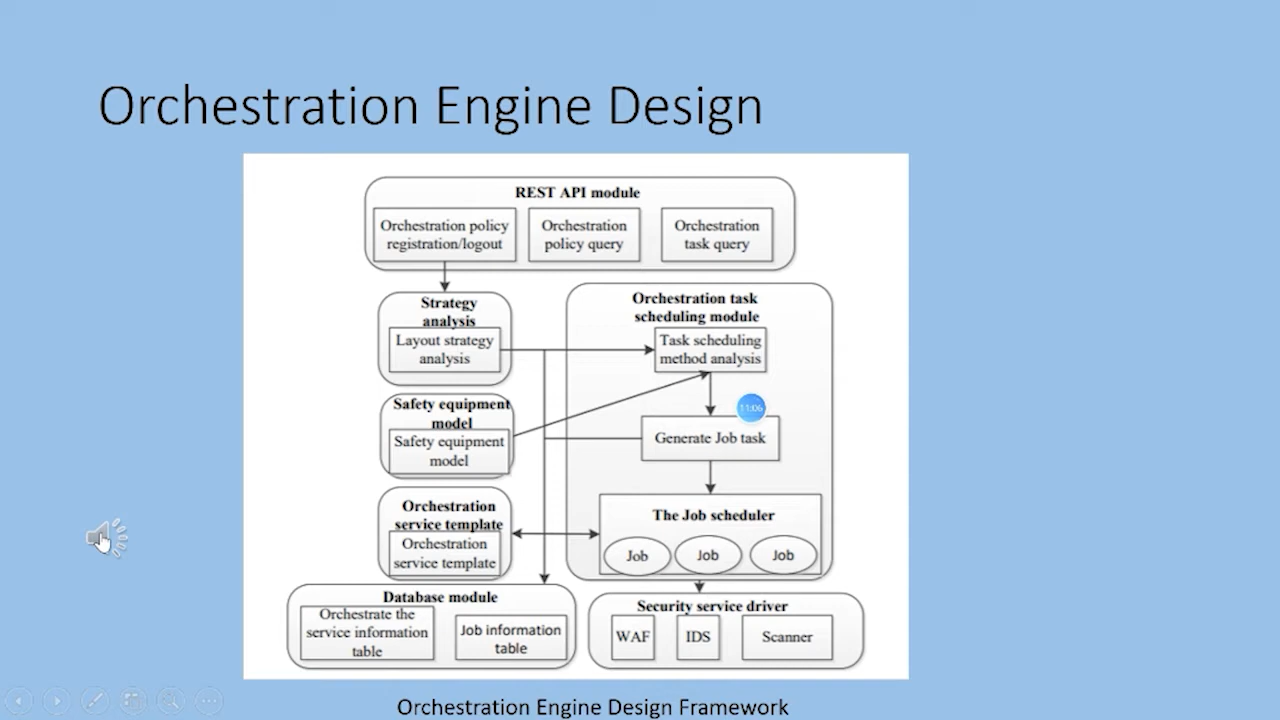 Orchestration Engine Design
REST API module
Orchestration policy
registration/logout
Orchestration
policy query
Orchestration
task query
Strategy
analysis
Layout strategy
analysis
Orchestration task
scheduling module
Task scheduling
method analysis
11:06
Safety equipment
model
Safety equipment
model
Generate Job task
Orchestration
service template
Orchestration
service template
The Job scheduler
Job
Job
Job
Database module
Orchestrate the
service information
table
Job information
table
Security service driver
WAF
IDS
Scanner
Orchestration Engine Design Framework